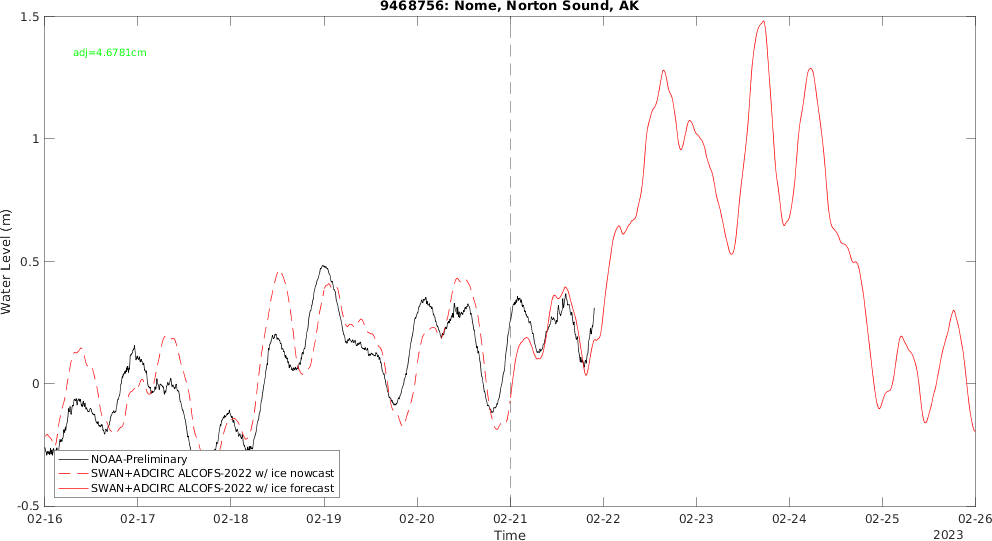 9468756: Nome, Norton Sound, AK
adj=4.6781cm
Water Level (m)
1.5
1
0.5
0
-0.5
NOAA-Preliminary
SWAN+ADCIRC ALCOFS-2022 w/ ice nowcast
SWAN+ADCIRC ALCOFS-2022 w/ ice forecast
02-16 02-17 02-18 02-19 02-20 02-21 02-22 02-23 02-24 02-25 02-26
Time
2023